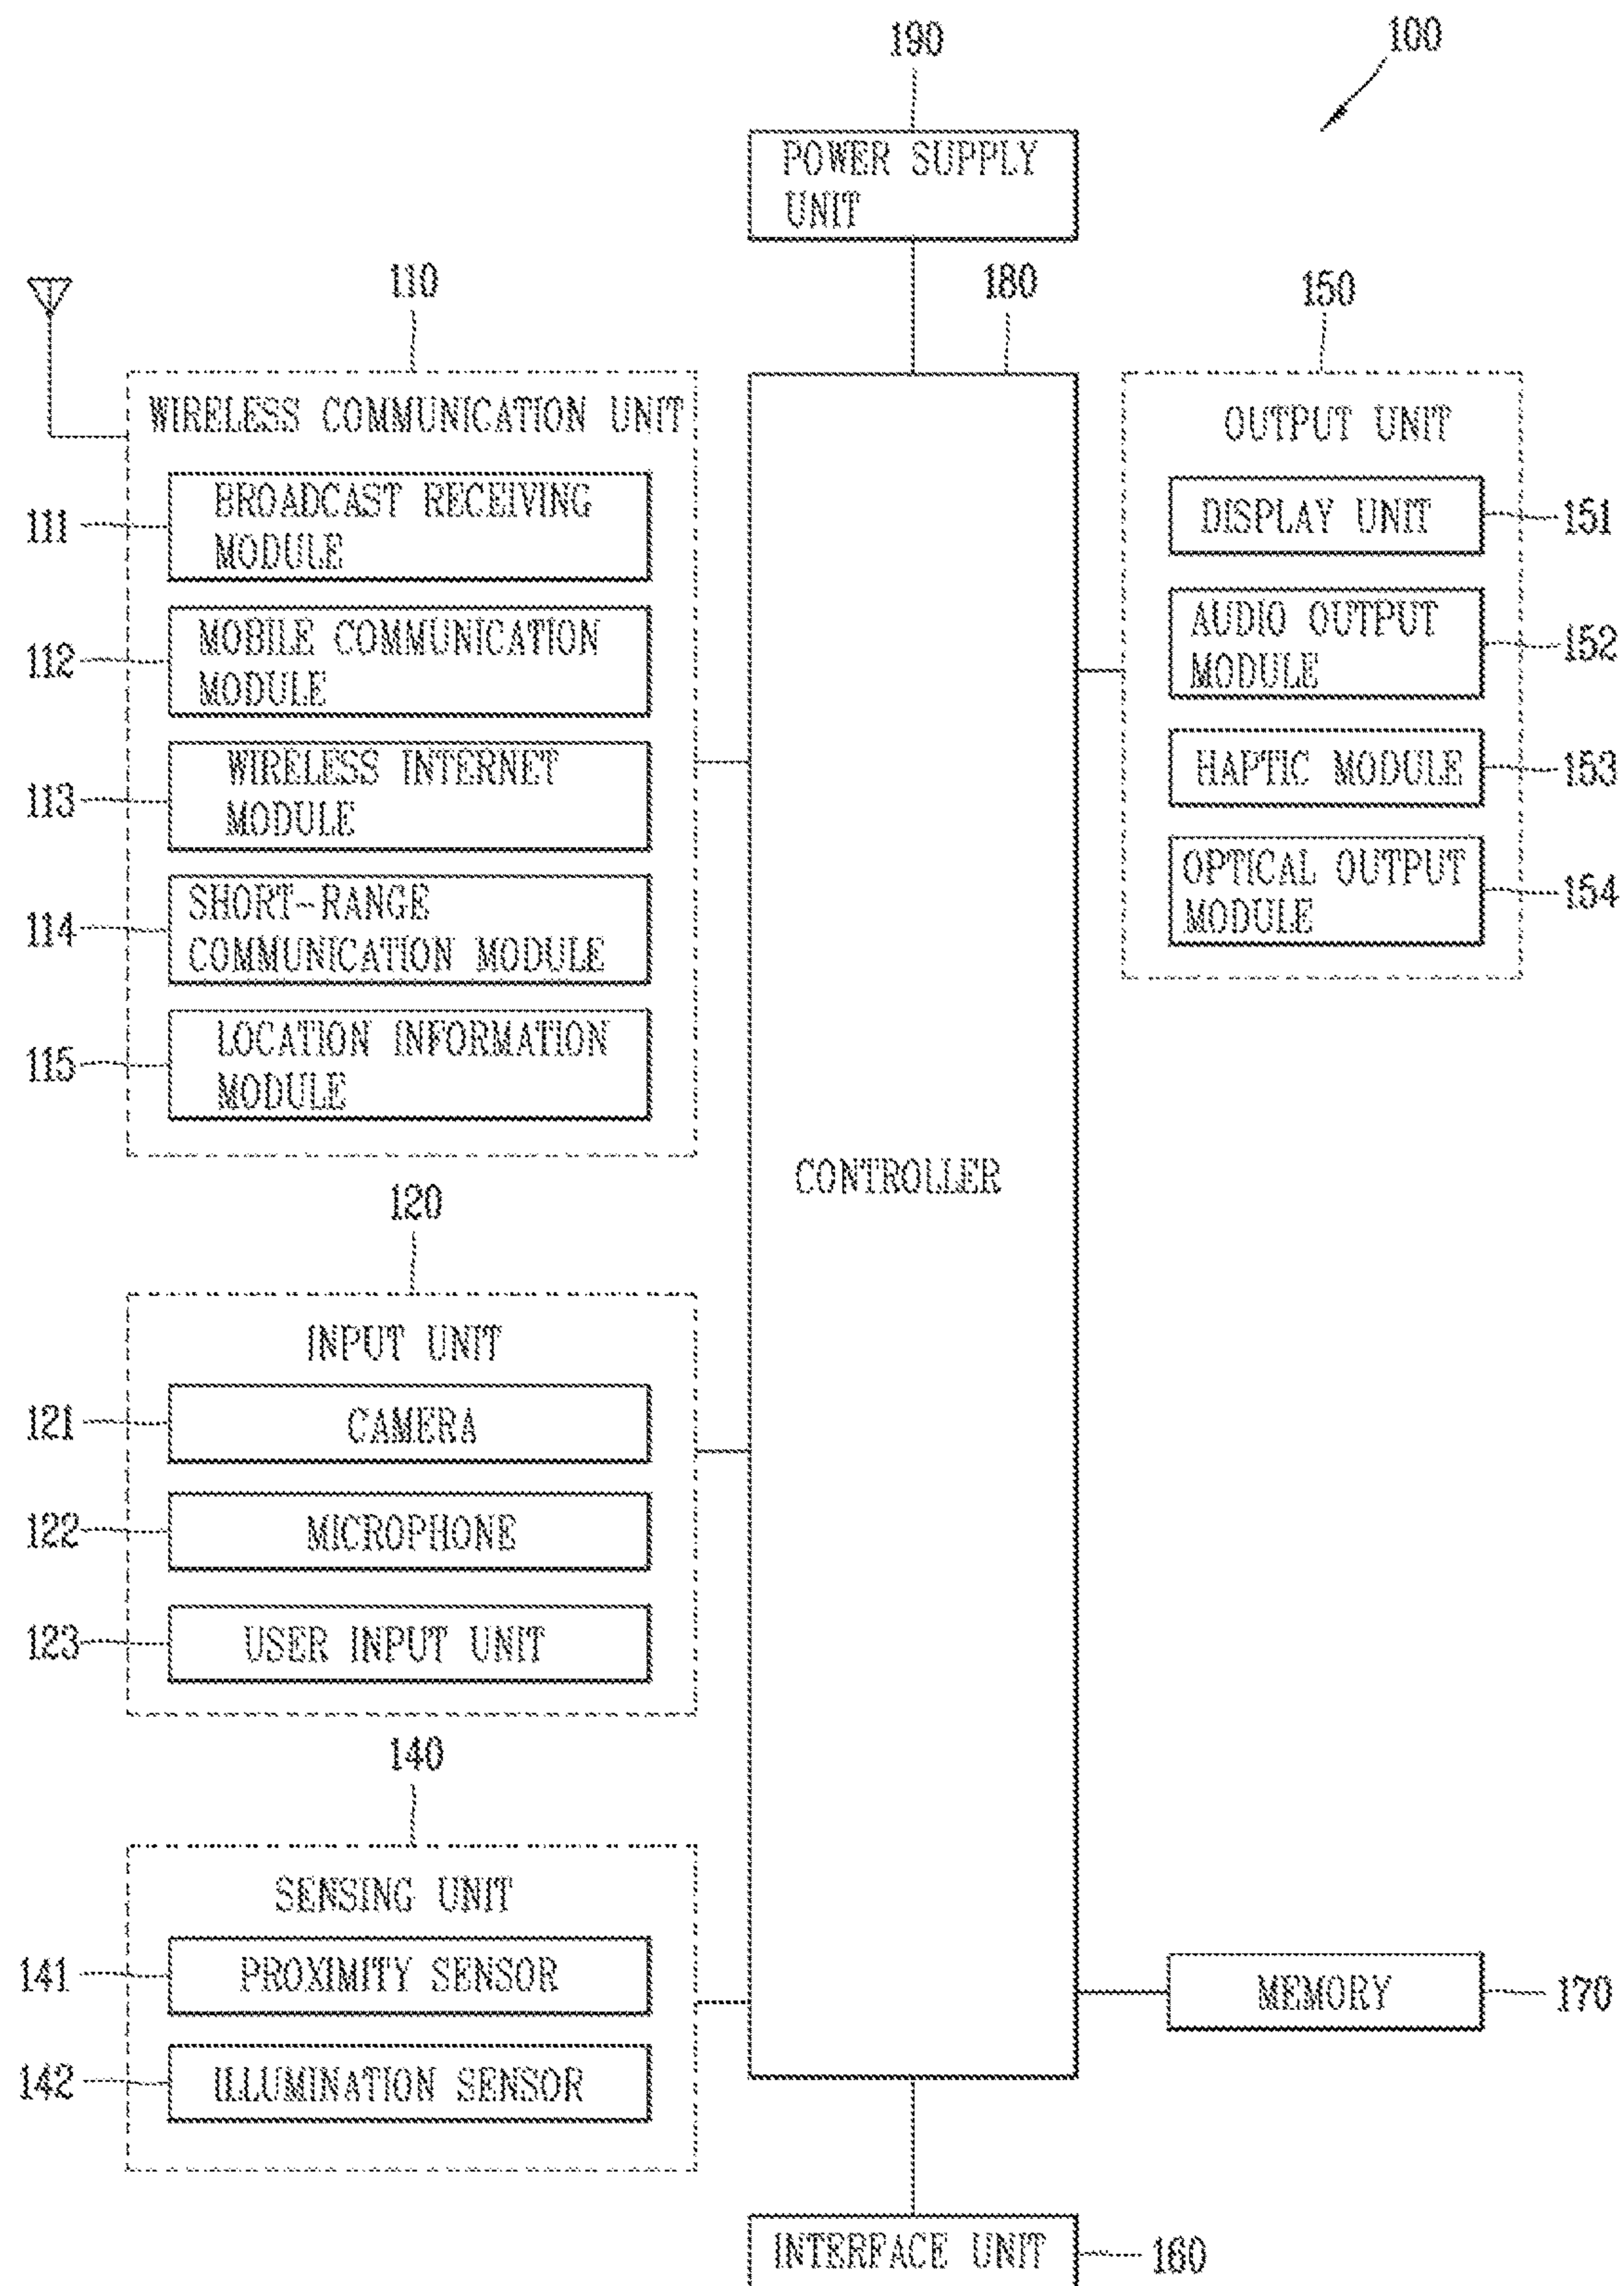 190
100
POWER SUPPLY
UNIT
110
180
150
WIRELESS COMMUNICATION UNIT
111
BROADCAST RECEIVING
MODULE
112
MOBILE COMMUNICATION
MODULE
113
WIRELESS INTERNET
MODULE
114
SHORT-RANGE
COMMUNICATION MODULE
115
LOCATION INFORMATION
MODULE
120
INPUT UNIT
121
CAMERA
122
MICROPHONE
123
USER INPUT UNIT
140
SENSING UNIT
141
PROXIMITY SENSOR
142
ILLUMINATION SENSOR
CONTROLLER
OUTPUT UNIT
DISPLAY UNIT
151
AUDIO OUTPUT
MODULE
152
HAPTIC MODULE
153
OPTICAL OUTPUT
MODULE
154
MEMORY
170
INTERFACE UNIT
160